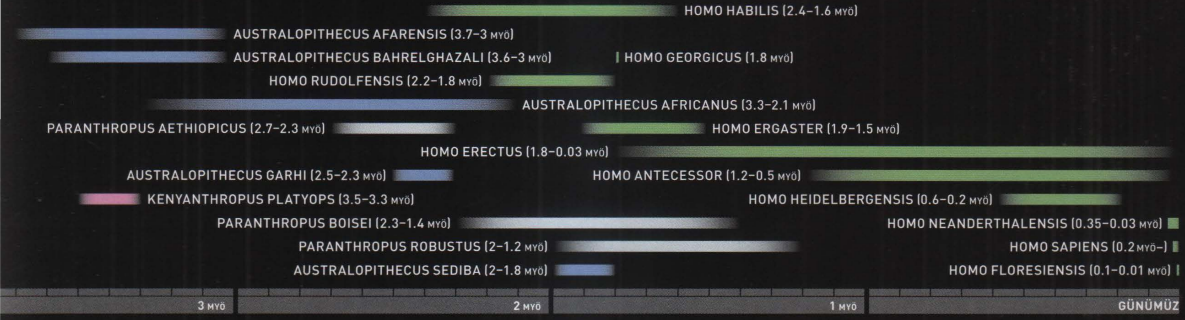 HOMO HABILIS (2.4–1.6 MYÖ)
AUSTRALOPITHECUS AFARENSIS (3.7–3 MYÖ)
AUSTRALOPITHECUS BAHRELGHAZALI (3.6–3 MYÖ)
HOMO GEORGICUS (1.8 MYÖ)
HOMO RUDOLFENSIS (2.2–1.8 MYÖ)
AUSTRALOPITHECUS AFRICANUS (3.3–2.1 MYÖ)
PARANTHROPUS AETHIOPICUS (2.7–2.3 MYÖ)
HOMO ERGASTER (1.9–1.5 MYÖ)
HOMO ERECTUS (1.8–0.03 MYÖ)
AUSTRALOPITHECUS GARHI (2.5–2.3 MYÖ)
HOMO ANTECESSOR (1.2–0.5 MYÖ)
KENYANTHROPUS PLATYOPS (3.5–3.3 MYÖ)
HOMO HEIDELBERGENSIS (0.6–0.2 MYÖ)
PARANTHROPUS BOISEI (2.3–1.4 MYÖ)
HOMO NEANDERTHALENSIS (0.35–0.03 MYÖ)
PARANTHROPUS ROBUSTUS (2–1.2 MYÖ)
HOMO SAPIENS (0.2 MYÖ–)
AUSTRALOPITHECUS SEDIBA (2–1.8 MYÖ)
HOMO FLORESIENSIS (0.1–0.01 MYÖ)
3 MYÖ
2 MYÖ
1 MYÖ
GÜNÜMÜZ